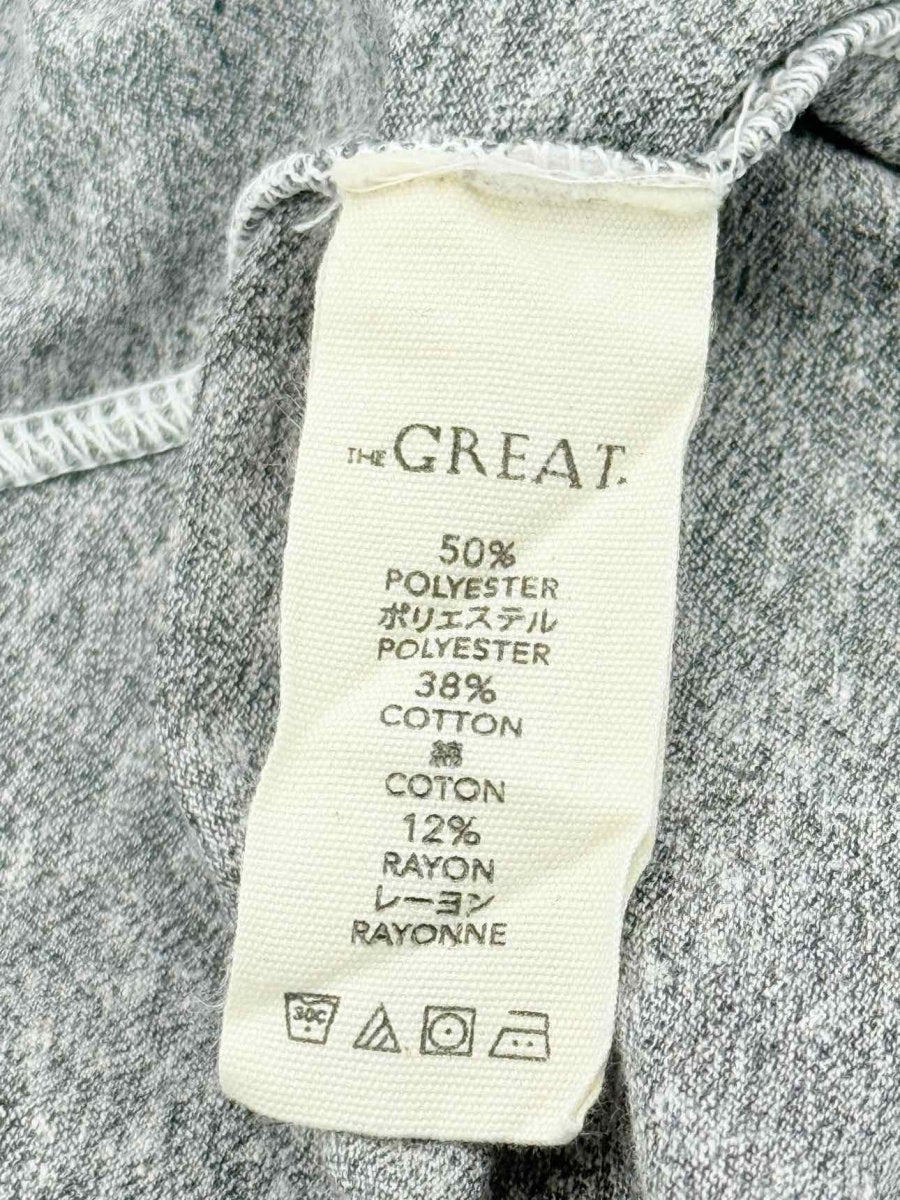 THE GREAT.
50%
POLYESTER
ポリエステル
POLYESTER
38%
COTTON
綿
COTON
12%
RAYON
レーヨン
RAYONNE
30C